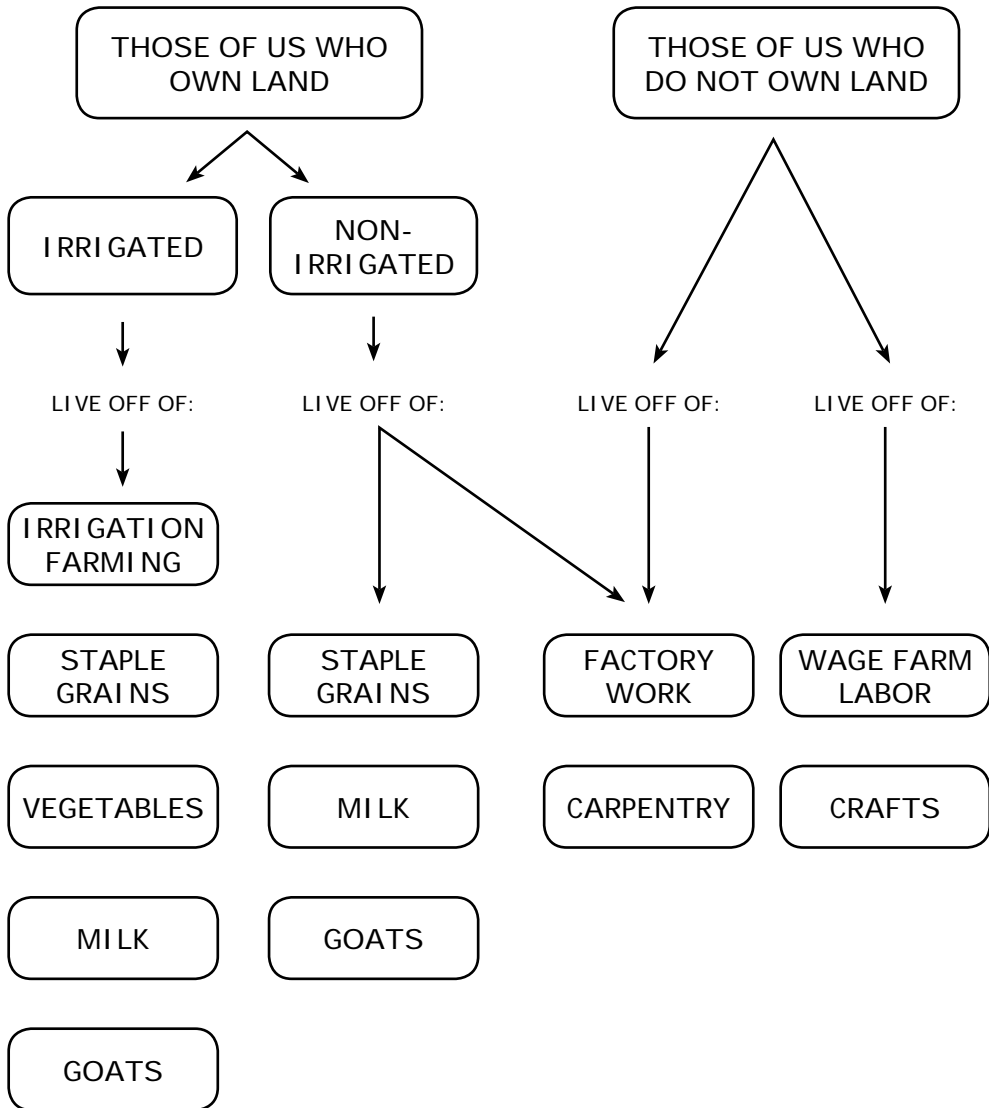 THOSE OF US WHO
OWN LAND
THOSE OF US WHO
DO NOT OWN LAND
IRRIGATED
NON-
IRRIGATED
LIVE OFF OF:
LIVE OFF OF:
LIVE OFF OF:
LIVE OFF OF:
IRRIGATION
FARMING
STAPLE
GRAINS
STAPLE
GRAINS
FACTORY
WORK
WAGE FARM
LABOR
VEGETABLES
MILK
CARPENTRY
CRAFTS
MILK
GOATS
GOATS